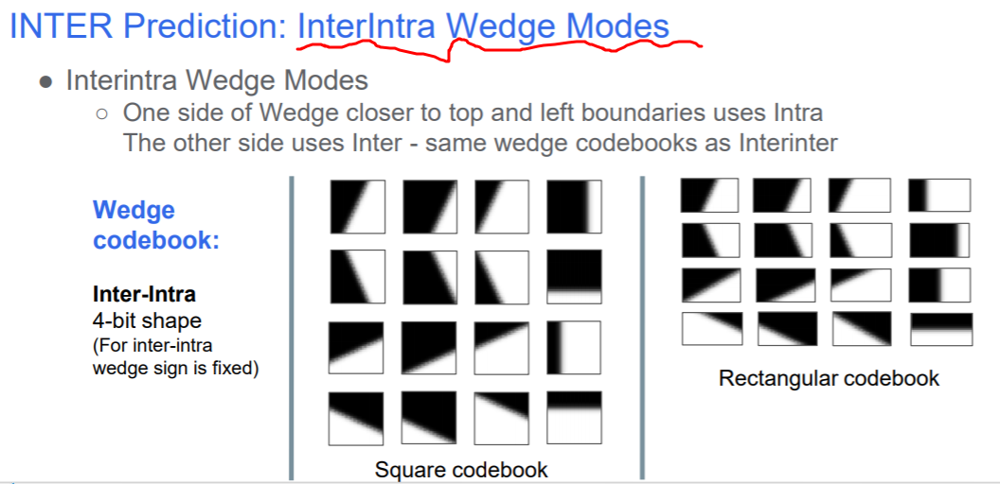 INTER Prediction: InterIntra Wedge Modes
● Interintra Wedge Modes
○ One side of Wedge closer to top and left boundaries uses Intra
The other side uses Inter - same wedge codebooks as Interinter
Wedge
codebook:
Inter-Intra
4-bit shape
(For inter-intra
wedge sign is fixed)
Square codebook
Rectangular codebook